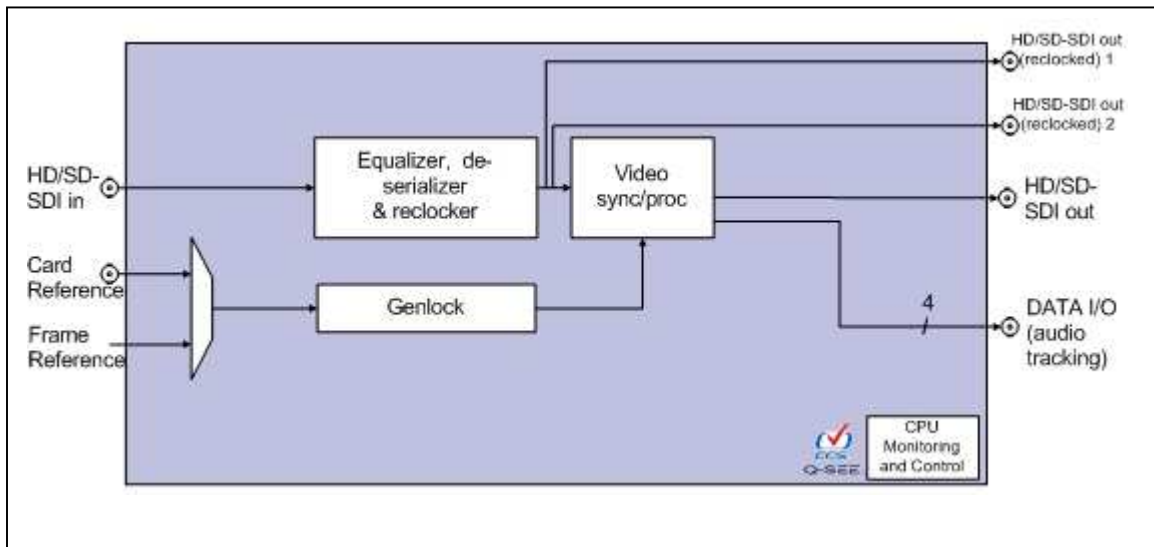 HD/SD-SDI out
(reclocked) 1
HD/SD-SDI out
(reclocked) 2
Equalizer, de-
serializer
& reclocker
Video
sync/proc
HD/SD-
SDI in
HD/SD-
SDI out
Card
Reference
Genlock
4
DATA I/O
(audio
tracking)
Frame
Reference
CPU
Monitoring
and Control
CCS
Q-SEE